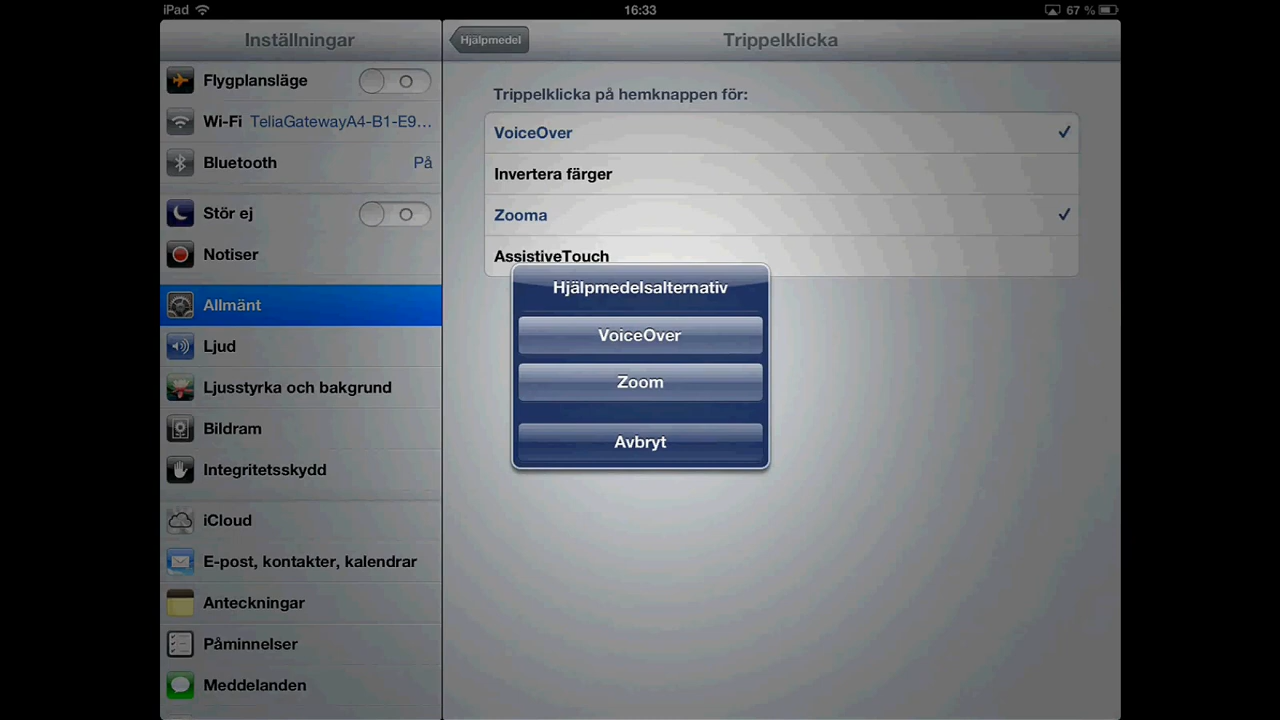 iPad 16:33 67 %
Inställningar
Flygplansläge
Wi-Fi TeliaGatewayA4-B1-E9...
Bluetooth På
Stör ej
Notiser
Allmänt
Ljud
Ljusstyrka och bakgrund
Bildram
Integritetsskydd
iCloud
E-post, kontakter, kalendrar
Anteckningar
Påminnelser
Meddelanden
Hjälpmedel Trippelklicka
Trippelklicka på hemknappen för:
VoiceOver
Invertera färger
Zooma
AssistiveTouch
Hjälpmedelsalternativ
VoiceOver
Zoom
Avbryt